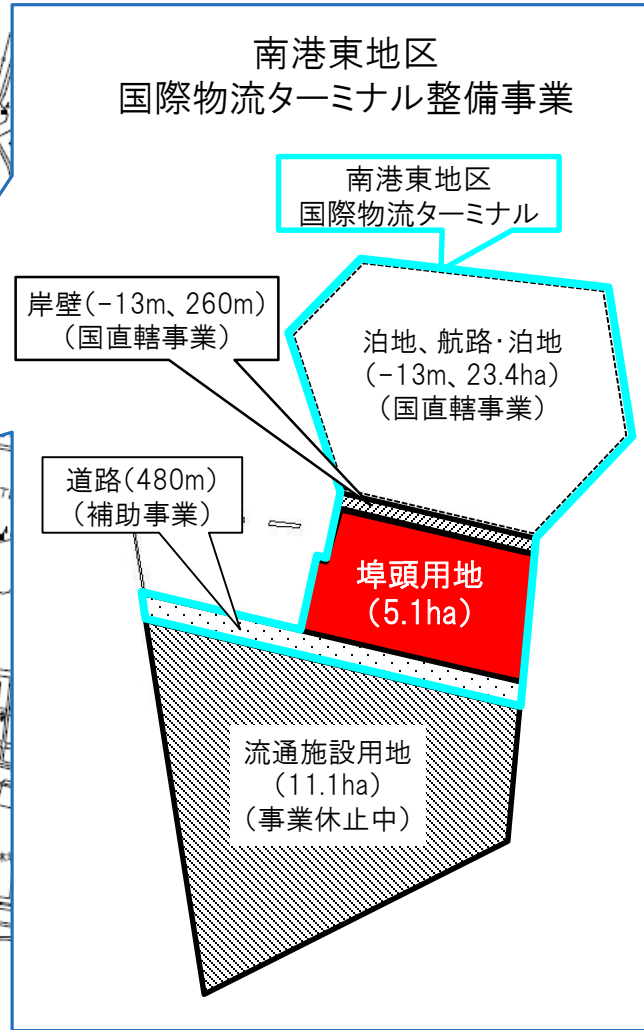 南港東地区
国際物流ターミナル整備事業
南港東地区
国際物流ターミナル
岸壁(-13m、260m)
(国直轄事業)
泊地、航路・泊地
(-13m、23.4ha)
(国直轄事業)
道路(480m)
(補助事業)
埠頭用地
(5.1ha)
流通施設用地
(11.1ha)
(事業休止中)